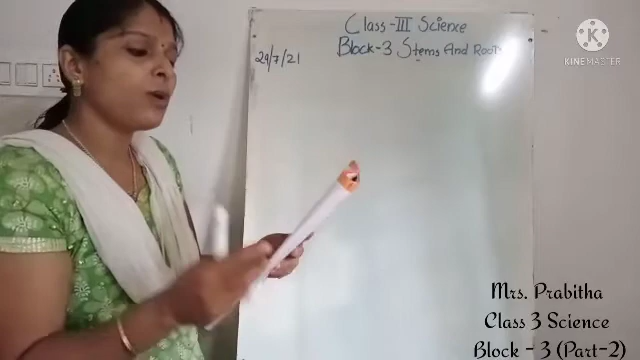 Class-III Science
Block-3 Stems And Roots
29/7/21
KINEMASTER
Mrs. Prabitha
Class 3 Science
Block - 3 (Part-2)